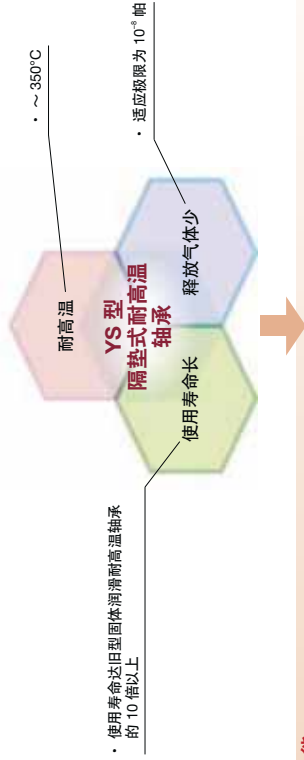 耐高温
• ～ 350°C
YS 型
隔垫式耐高温
轴承
使用寿命长
• 使用寿命达旧型固体润滑耐高温轴承
的 10 倍以上
释放气体少
• 适应极限为 10⁻⁸ 帕